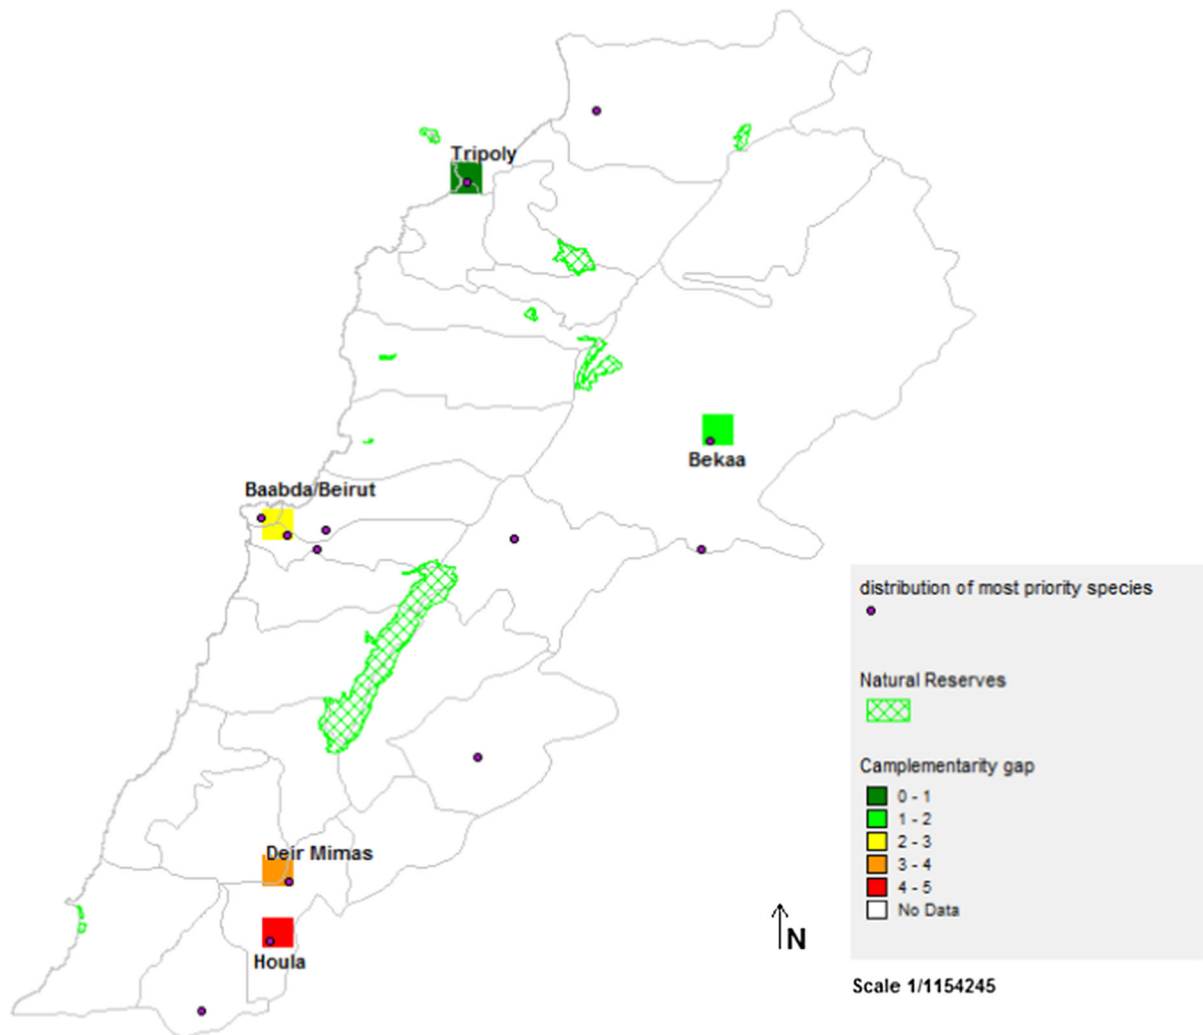 Tripoly
Bekaa
Baabda/Beirut
Deir Mimas
Houla
distribution of most priority species
Natural Reserves
Camplementarity gap
0 - 1
1 - 2
2 - 3
3 - 4
4 - 5
No Data
N
Scale 1/1154245